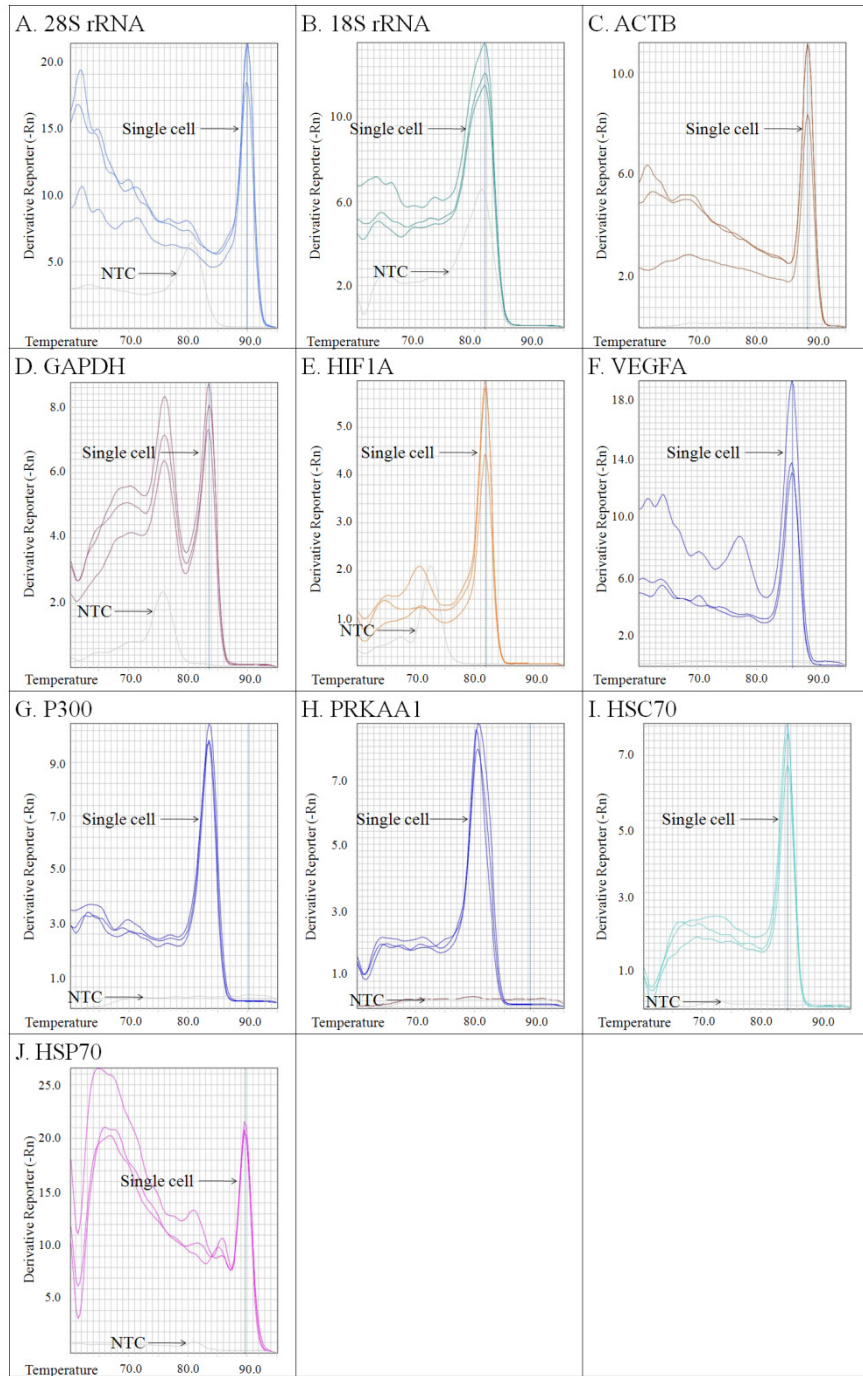 A. 28S rRNA
Derivative Reporter (-Rn)
20.0
15.0
10.0
5.0
Single cell
NTC
Temperature
70.0
80.0
90.0
B. 18S rRNA
Derivative Reporter (-Rn)
10.0
6.0
2.0
Single cell
NTC
Temperature
70.0
80.0
90.0
C. ACTB
Derivative Reporter (-Rn)
10.0
6.0
2.0
Single cell
Temperature
70.0
80.0
90.0
D. GAPDH
Derivative Reporter (-Rn)
8.0
6.0
4.0
2.0
Single cell
NTC
Temperature
70.0
80.0
90.0
E. HIF1A
Derivative Reporter (-Rn)
5.0
4.0
3.0
2.0
1.0
Single cell
NTC
Temperature
70.0
80.0
90.0
F. VEGFA
Derivative Reporter (-Rn)
18.0
14.0
10.0
6.0
2.0
Single cell
NTC
Temperature
70.0
80.0
90.0
G. P300
Derivative Reporter (-Rn)
9.0
7.0
5.0
3.0
1.0
Single cell
NTC
Temperature
70.0
80.0
90.0
H. PRKAA1
Derivative Reporter (-Rn)
7.0
5.0
3.0
1.0
Single cell
NTC
Temperature
70.0
80.0
90.0
I. HSC70
Derivative Reporter (-Rn)
7.0
5.0
3.0
1.0
Single cell
NTC
Temperature
70.0
80.0
90.0
J. HSP70
Derivative Reporter (-Rn)
25.0
20.0
15.0
10.0
5.0
Single cell
NTC
Temperature
70.0
80.0
90.0